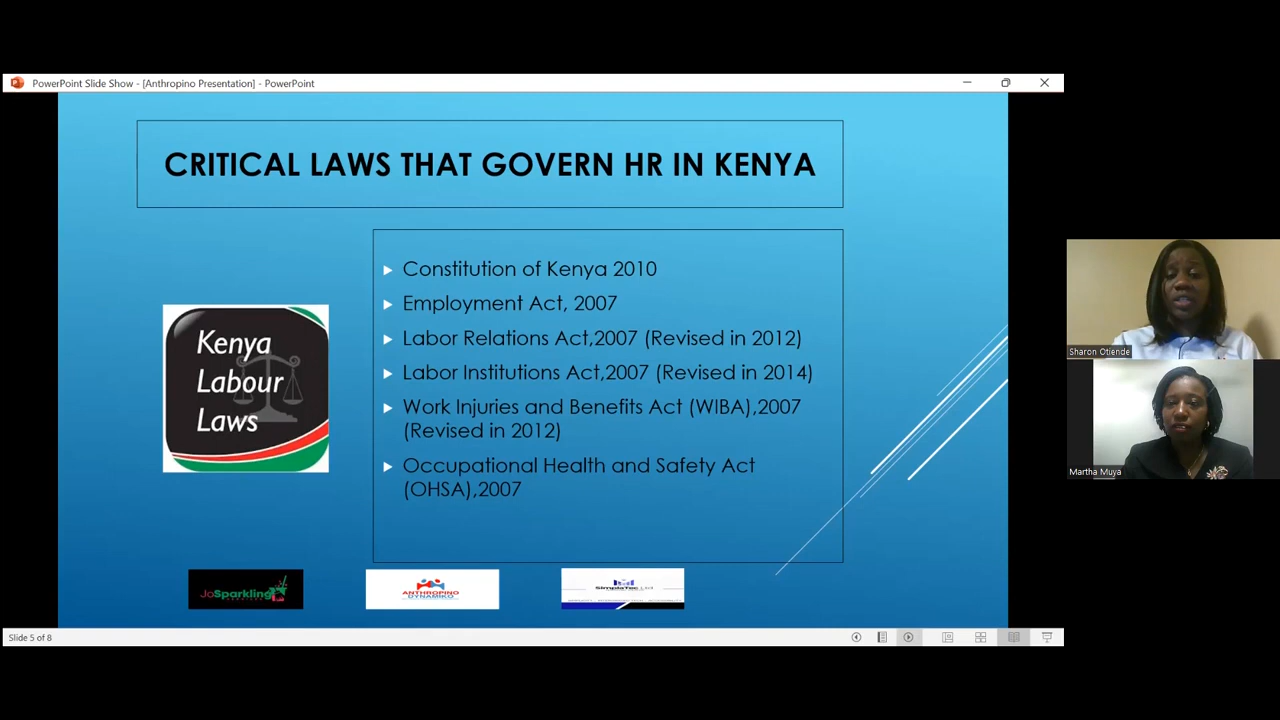 PowerPoint Slide Show - [Anthropino Presentation] - PowerPoint
CRITICAL LAWS THAT GOVERN HR IN KENYA
Kenya
Labour
Laws
Constitution of Kenya 2010
Employment Act, 2007
Labor Relations Act,2007 (Revised in 2012)
Labor Institutions Act,2007 (Revised in 2014)
Work Injuries and Benefits Act (WIBA),2007
(Revised in 2012)
Occupational Health and Safety Act
(OHSA),2007
JoSparkling
ANTHROPINO
DYNAMIKO
SimplaTec Ltd
Slide 5 of 8
Sharon Otiende
Martha Muya